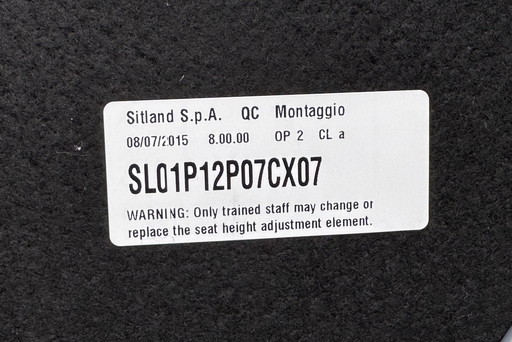 Sitland S.p.A. QC Montaggio
08/07/2015 8.00.00 OP 2 CL a
SL01P12P07CX07
WARNING: Only trained staff may change or
replace the seat height adjustment element.